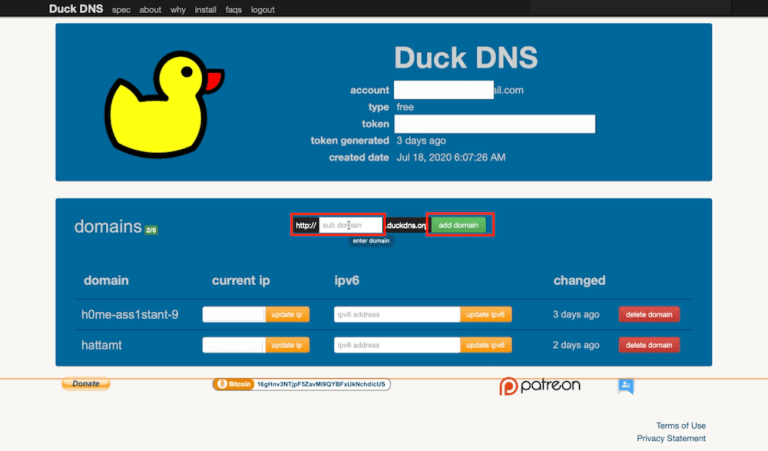 Duck DNS spec about why install faqs logout
Duck DNS
account ail.com
type free
token
token generated 3 days ago
created date Jul 18, 2020 6:07:26 AM
domains 2/5 http:// sub domain .duckdns.org add domain
enter domain
domain current ip ipv6 changed
h0me-ass1stant-9 update ip ipv6 address update ipv6 3 days ago delete domain
hattamt update ip ipv6 address update ipv6 2 days ago delete domain
Donate Bitcoin patreon
Terms of Use
Privacy Statement